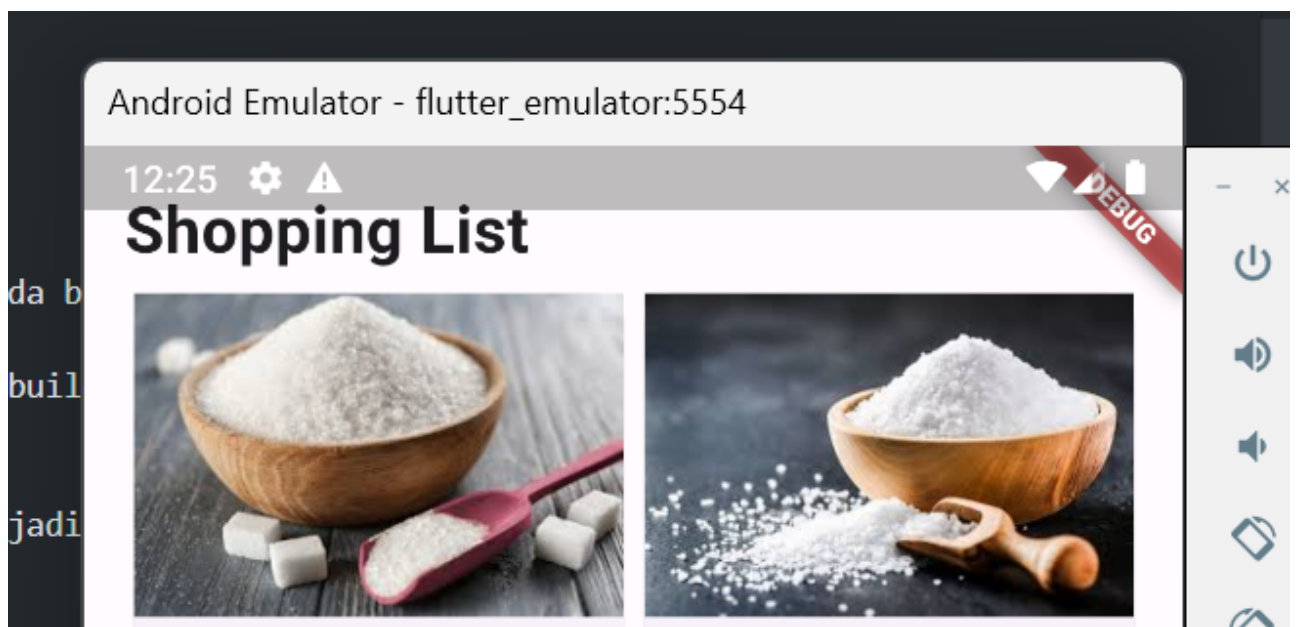 Android Emulator - flutter_emulator:5554
12:25
DEBUG
Shopping List
da b
buil
jadi